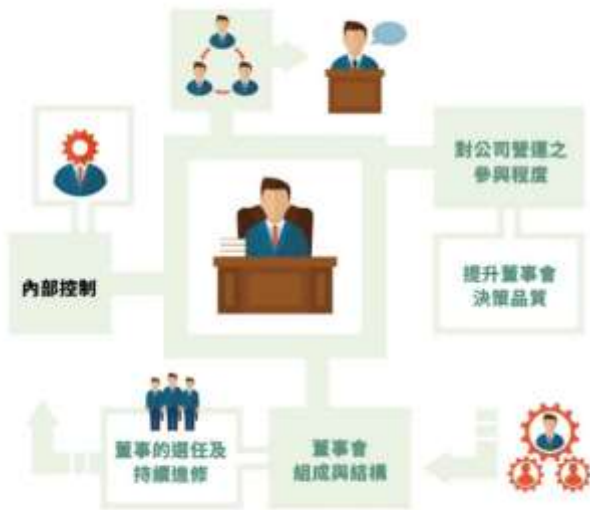 對公司營運之
參與程度
提升董事會
決策品質
內部控制
董事的選任及
持續進修
董事會
組成與結構